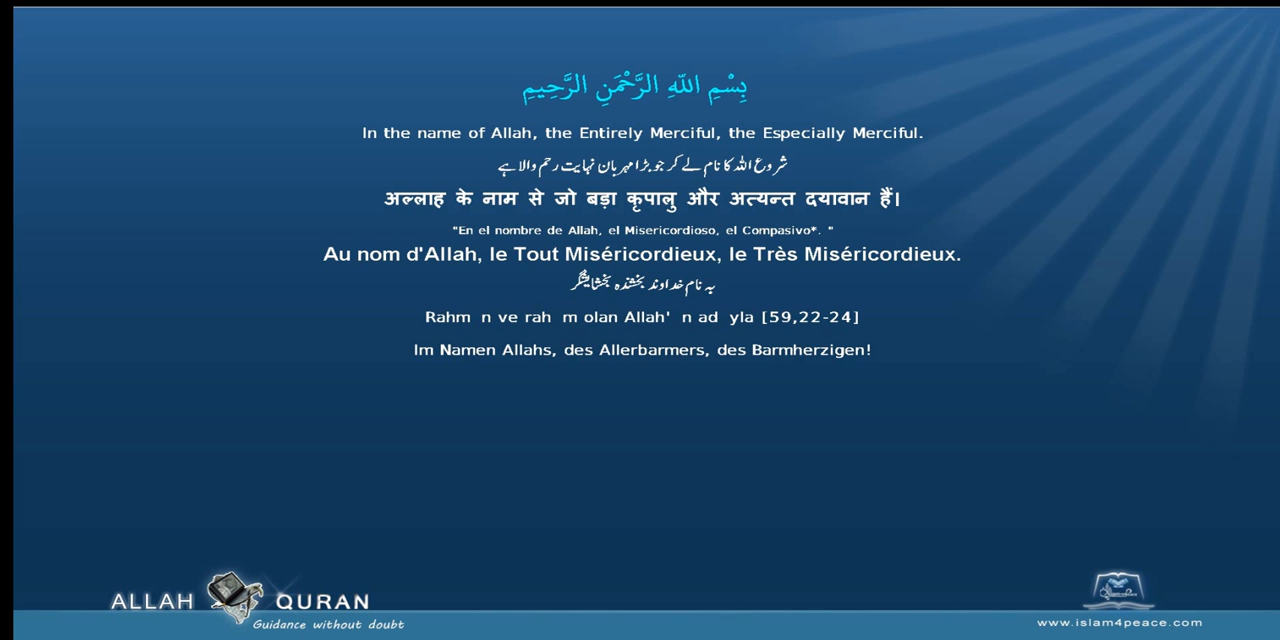 بِسْمِ اللَّهِ الرَّحْمَنِ الرَّحِيمِ
In the name of Allah, the Entirely Merciful, the Especially Merciful.
شروع الله کا نام لے کر جو بڑا مہربان نہایت رحم والا ہے
अल्लाह के नाम से जो बड़ा कृपालु और अत्यन्त दयावान हैं।
"En el nombre de Allah, el Misericordioso, el Compasivo*. "
Au nom d'Allah, le Tout Miséricordieux, le Très Miséricordieux.
به نام خداوند بخشنده بخشایشگر
Rahm n ve rah m olan Allah' n ad yla [59,22-24]
Im Namen Allahs, des Allerbarmers, des Barmherzigen!
ALLAH QURAN
Guidance without doubt
www.islam4peace.com